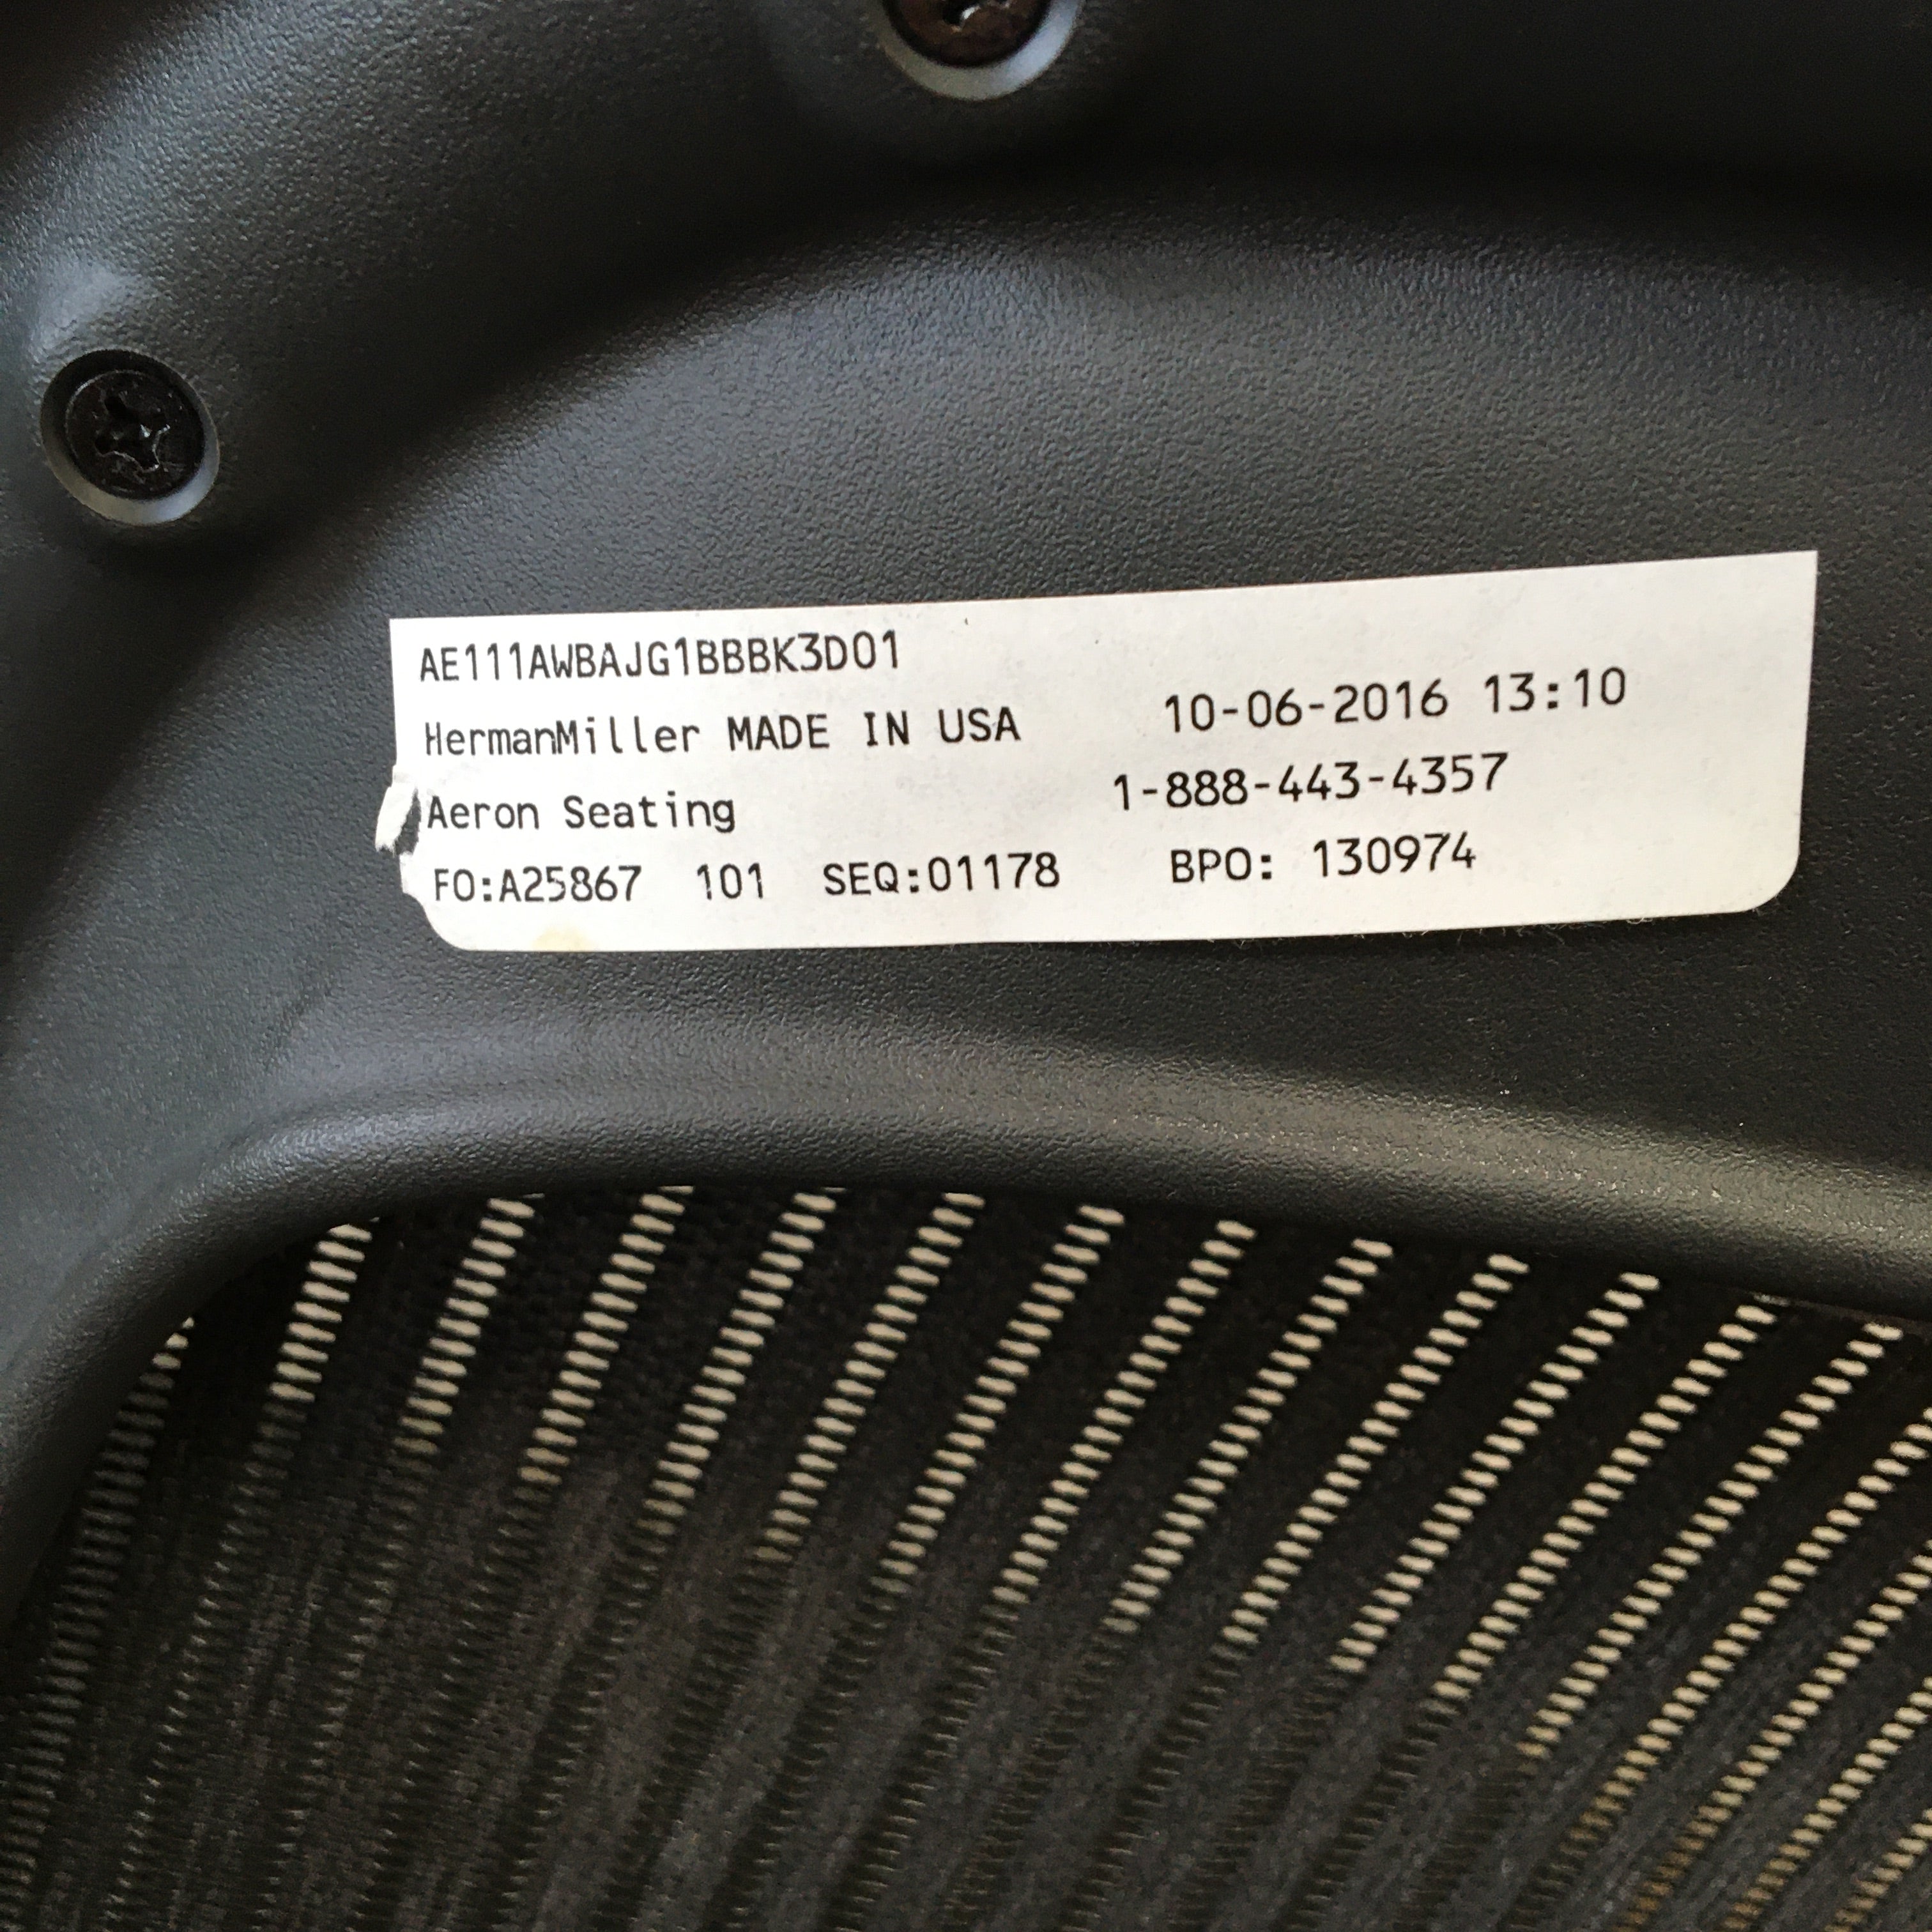 AE111AWBAJG1BBBK3D01
HermanMiller MADE IN USA 10-06-2016 13:10
Aeron Seating 1-888-443-4357
FO:A25867 101 SEQ:01178 BPO: 130974